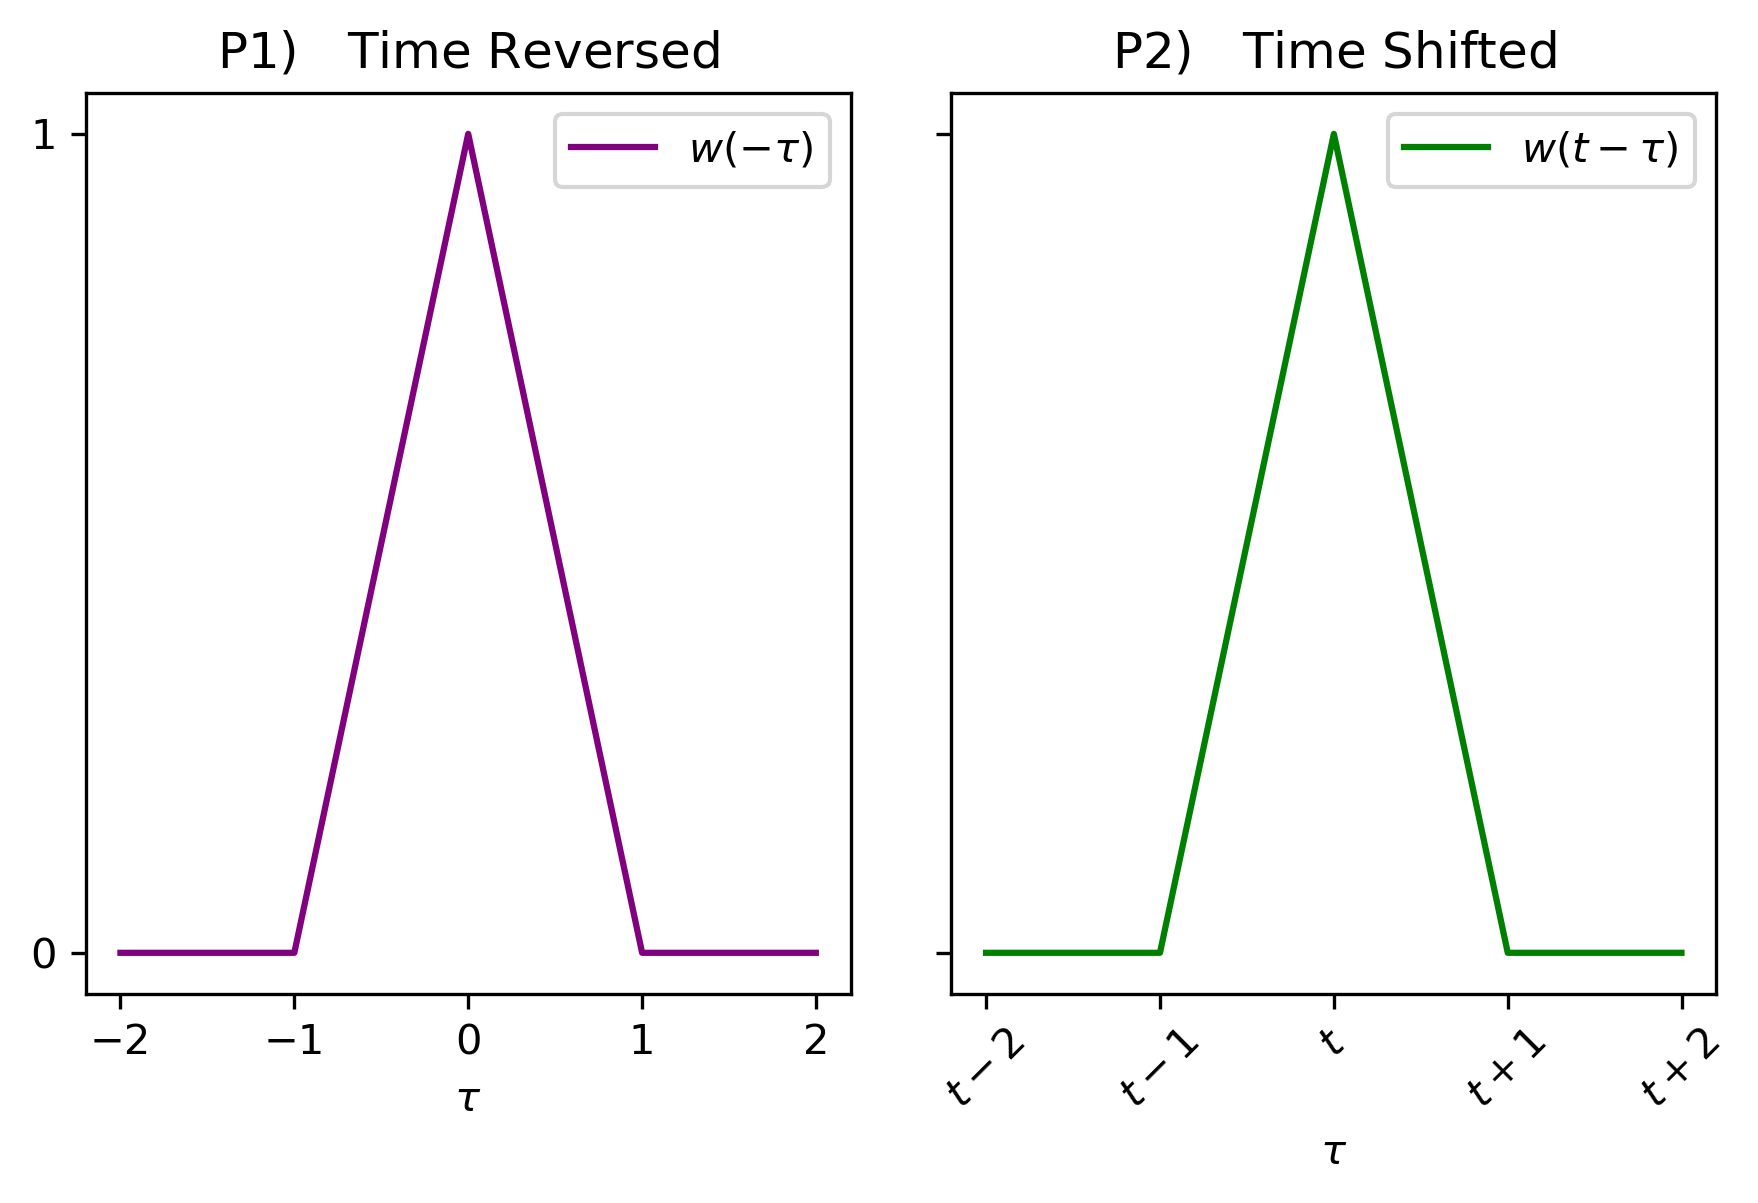 P1) Time Reversed
w(−τ)
1
0
−2 −1 0 1 2
τ
P2) Time Shifted
w(t − τ)
t−2 t−1 t t+1 t+2
τ